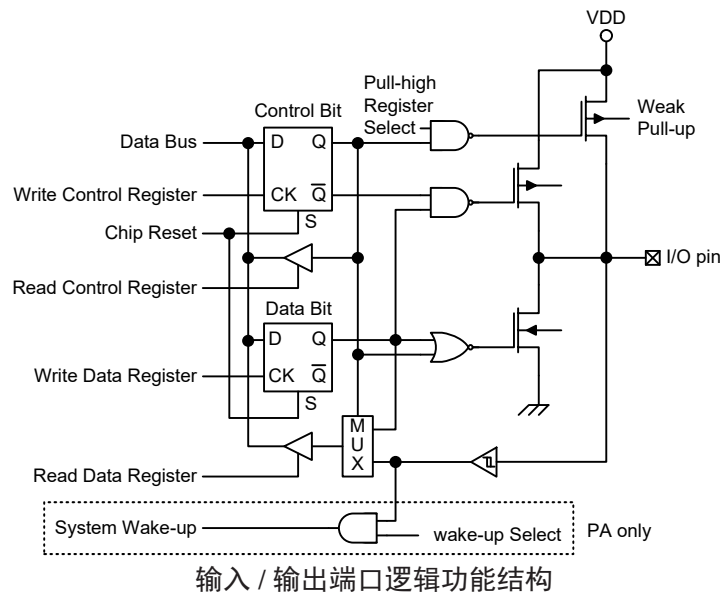 VDD
Pull-high
Register
Select
Weak
Pull-up
Control Bit
Data Bus
D Q
Write Control Register
CK Q̅
S
Chip Reset
I/O pin
Read Control Register
Data Bit
D Q
Write Data Register
CK Q̅
S
M
U
X
Read Data Register
System Wake-up
wake-up Select
PA only
输入 / 输出端口逻辑功能结构